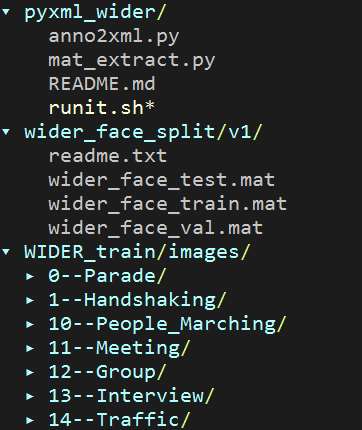 ▾ pyxml_wider/
anno2xml.py
mat_extract.py
README.md
runit.sh*
▾ wider_face_split/v1/
readme.txt
wider_face_test.mat
wider_face_train.mat
wider_face_val.mat
▾ WIDER_train/images/
▸ 0--Parade/
▸ 1--Handshaking/
▸ 10--People_Marching/
▸ 11--Meeting/
▸ 12--Group/
▸ 13--Interview/
▸ 14--Traffic/